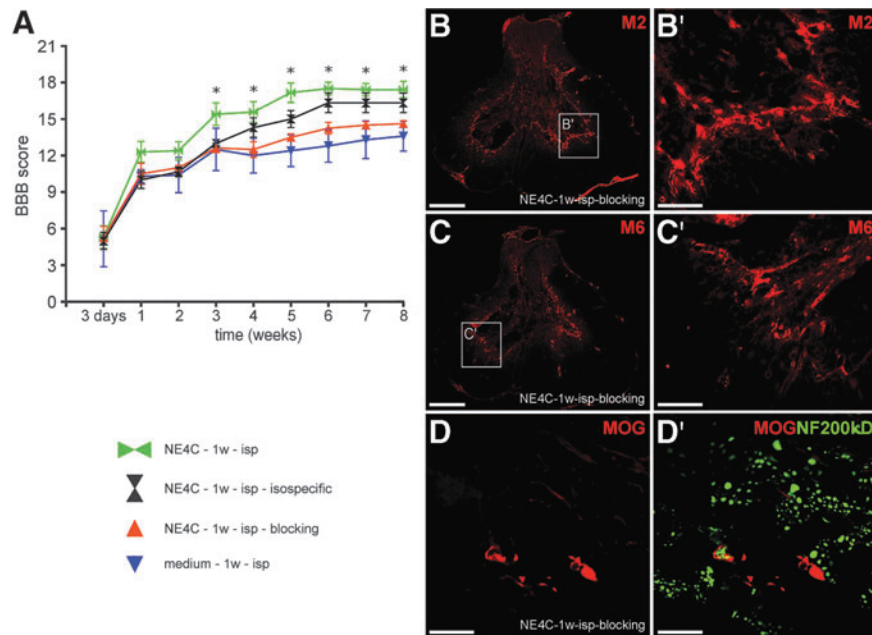 A
21
18
15
12
9
6
3
0
BBB score
* * * * * *
3 days 1 2 3 4 5 6 7 8
time (weeks)
NE4C - 1w - isp
NE4C - 1w - isp - isospecific
NE4C - 1w - isp - blocking
medium - 1w - isp
B M2
B'
NE4C-1w-isp-blocking
B' M2
C M6
C'
NE4C-1w-isp-blocking
C' M6
D MOG
NE4C-1w-isp-blocking
D' MOGNF200kD